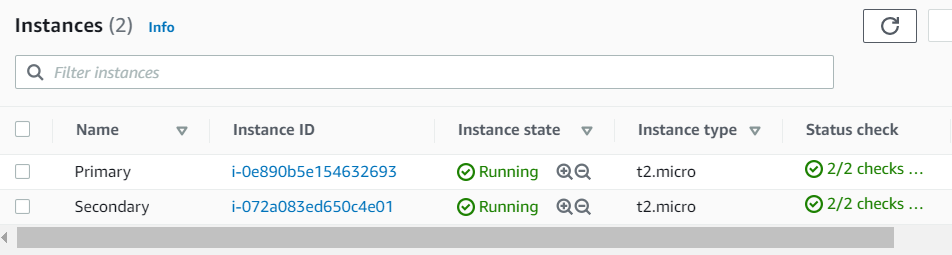 Instances (2) Info
Filter instances
Name Instance ID Instance state Instance type Status check
Primary i-0e890b5e154632693 Running t2.micro 2/2 checks ...
Secondary i-072a083ed650c4e01 Running t2.micro 2/2 checks ...